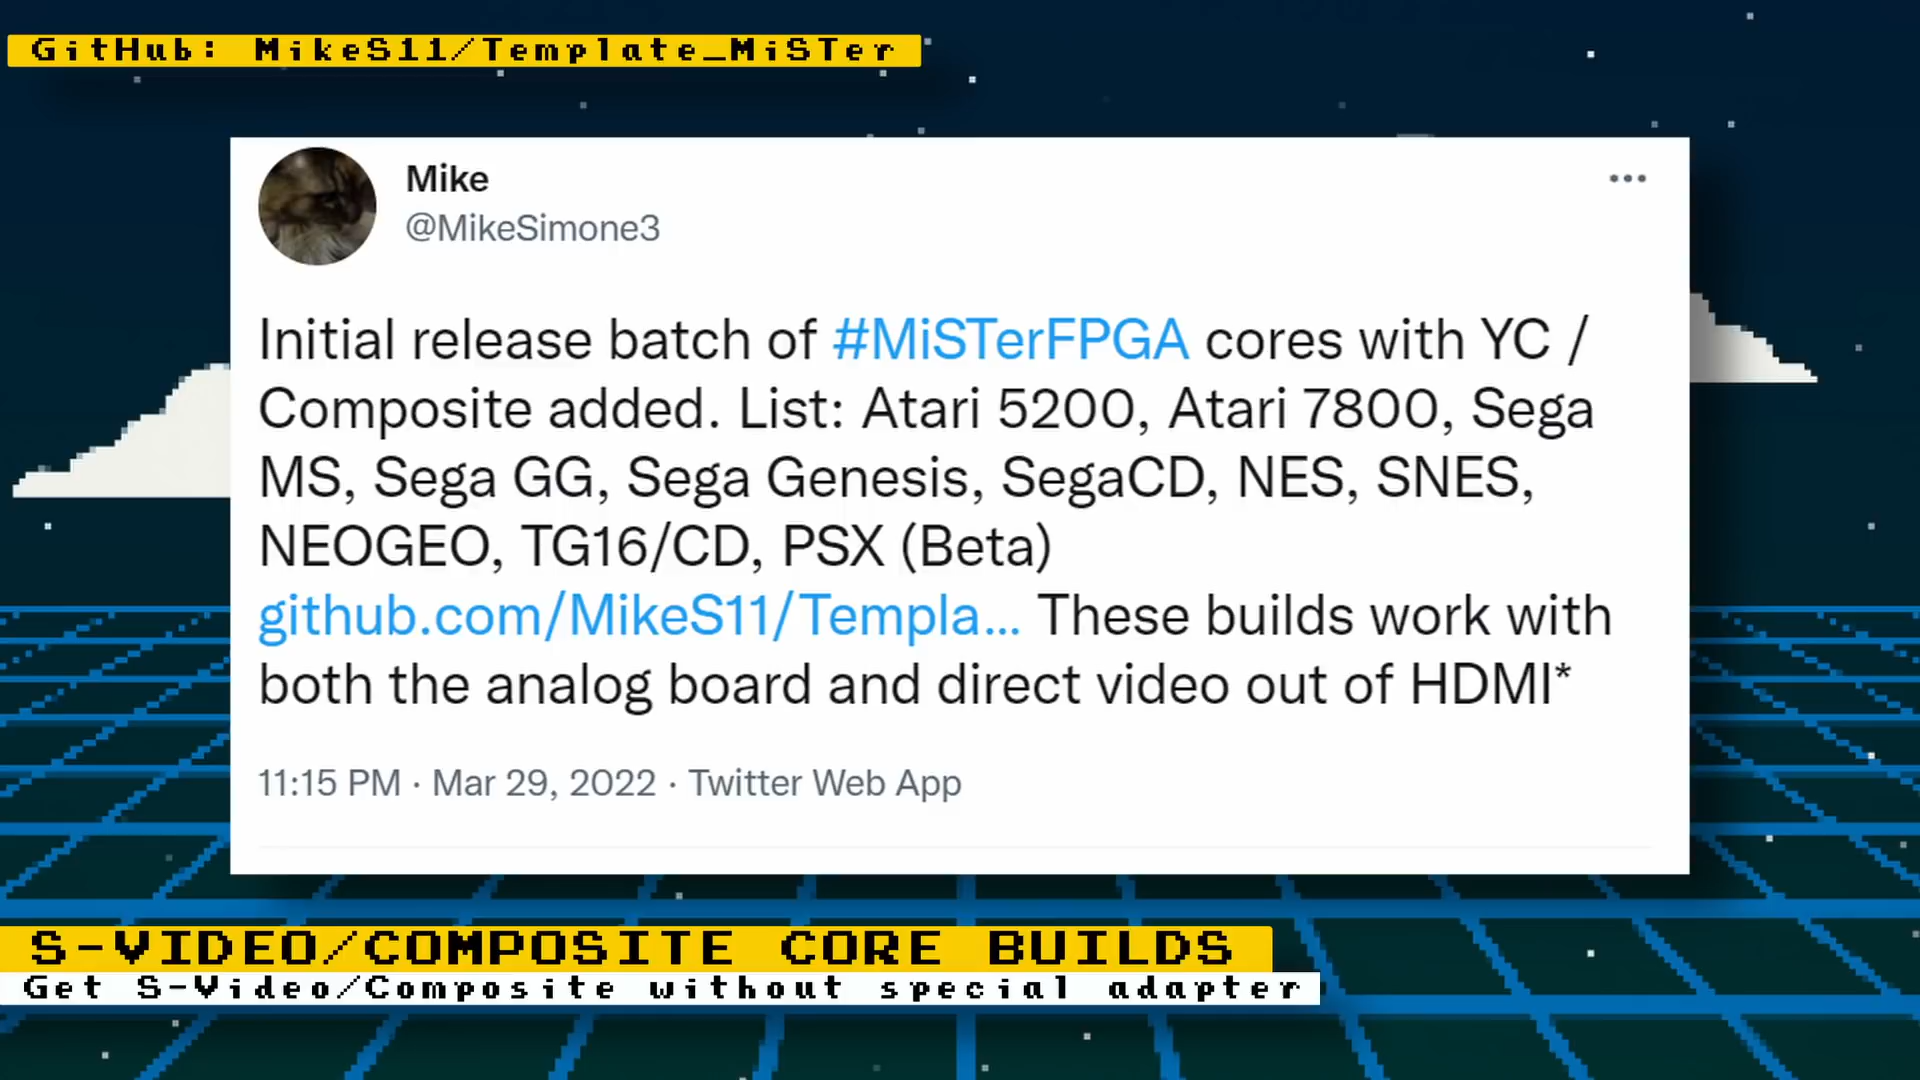 GitHub: MikeS11/Template_MiSTer
Mike
@MikeSimone3
Initial release batch of #MiSTerFPGA cores with YC /
Composite added. List: Atari 5200, Atari 7800, Sega
MS, Sega GG, Sega Genesis, SegaCD, NES, SNES,
NEOGEO, TG16/CD, PSX (Beta)
github.com/MikeS11/Templa... These builds work with
both the analog board and direct video out of HDMI*
11:15 PM · Mar 29, 2022 · Twitter Web App
S-VIDEO/COMPOSITE CORE BUILDS
Get S-Video/Composite without special adapter